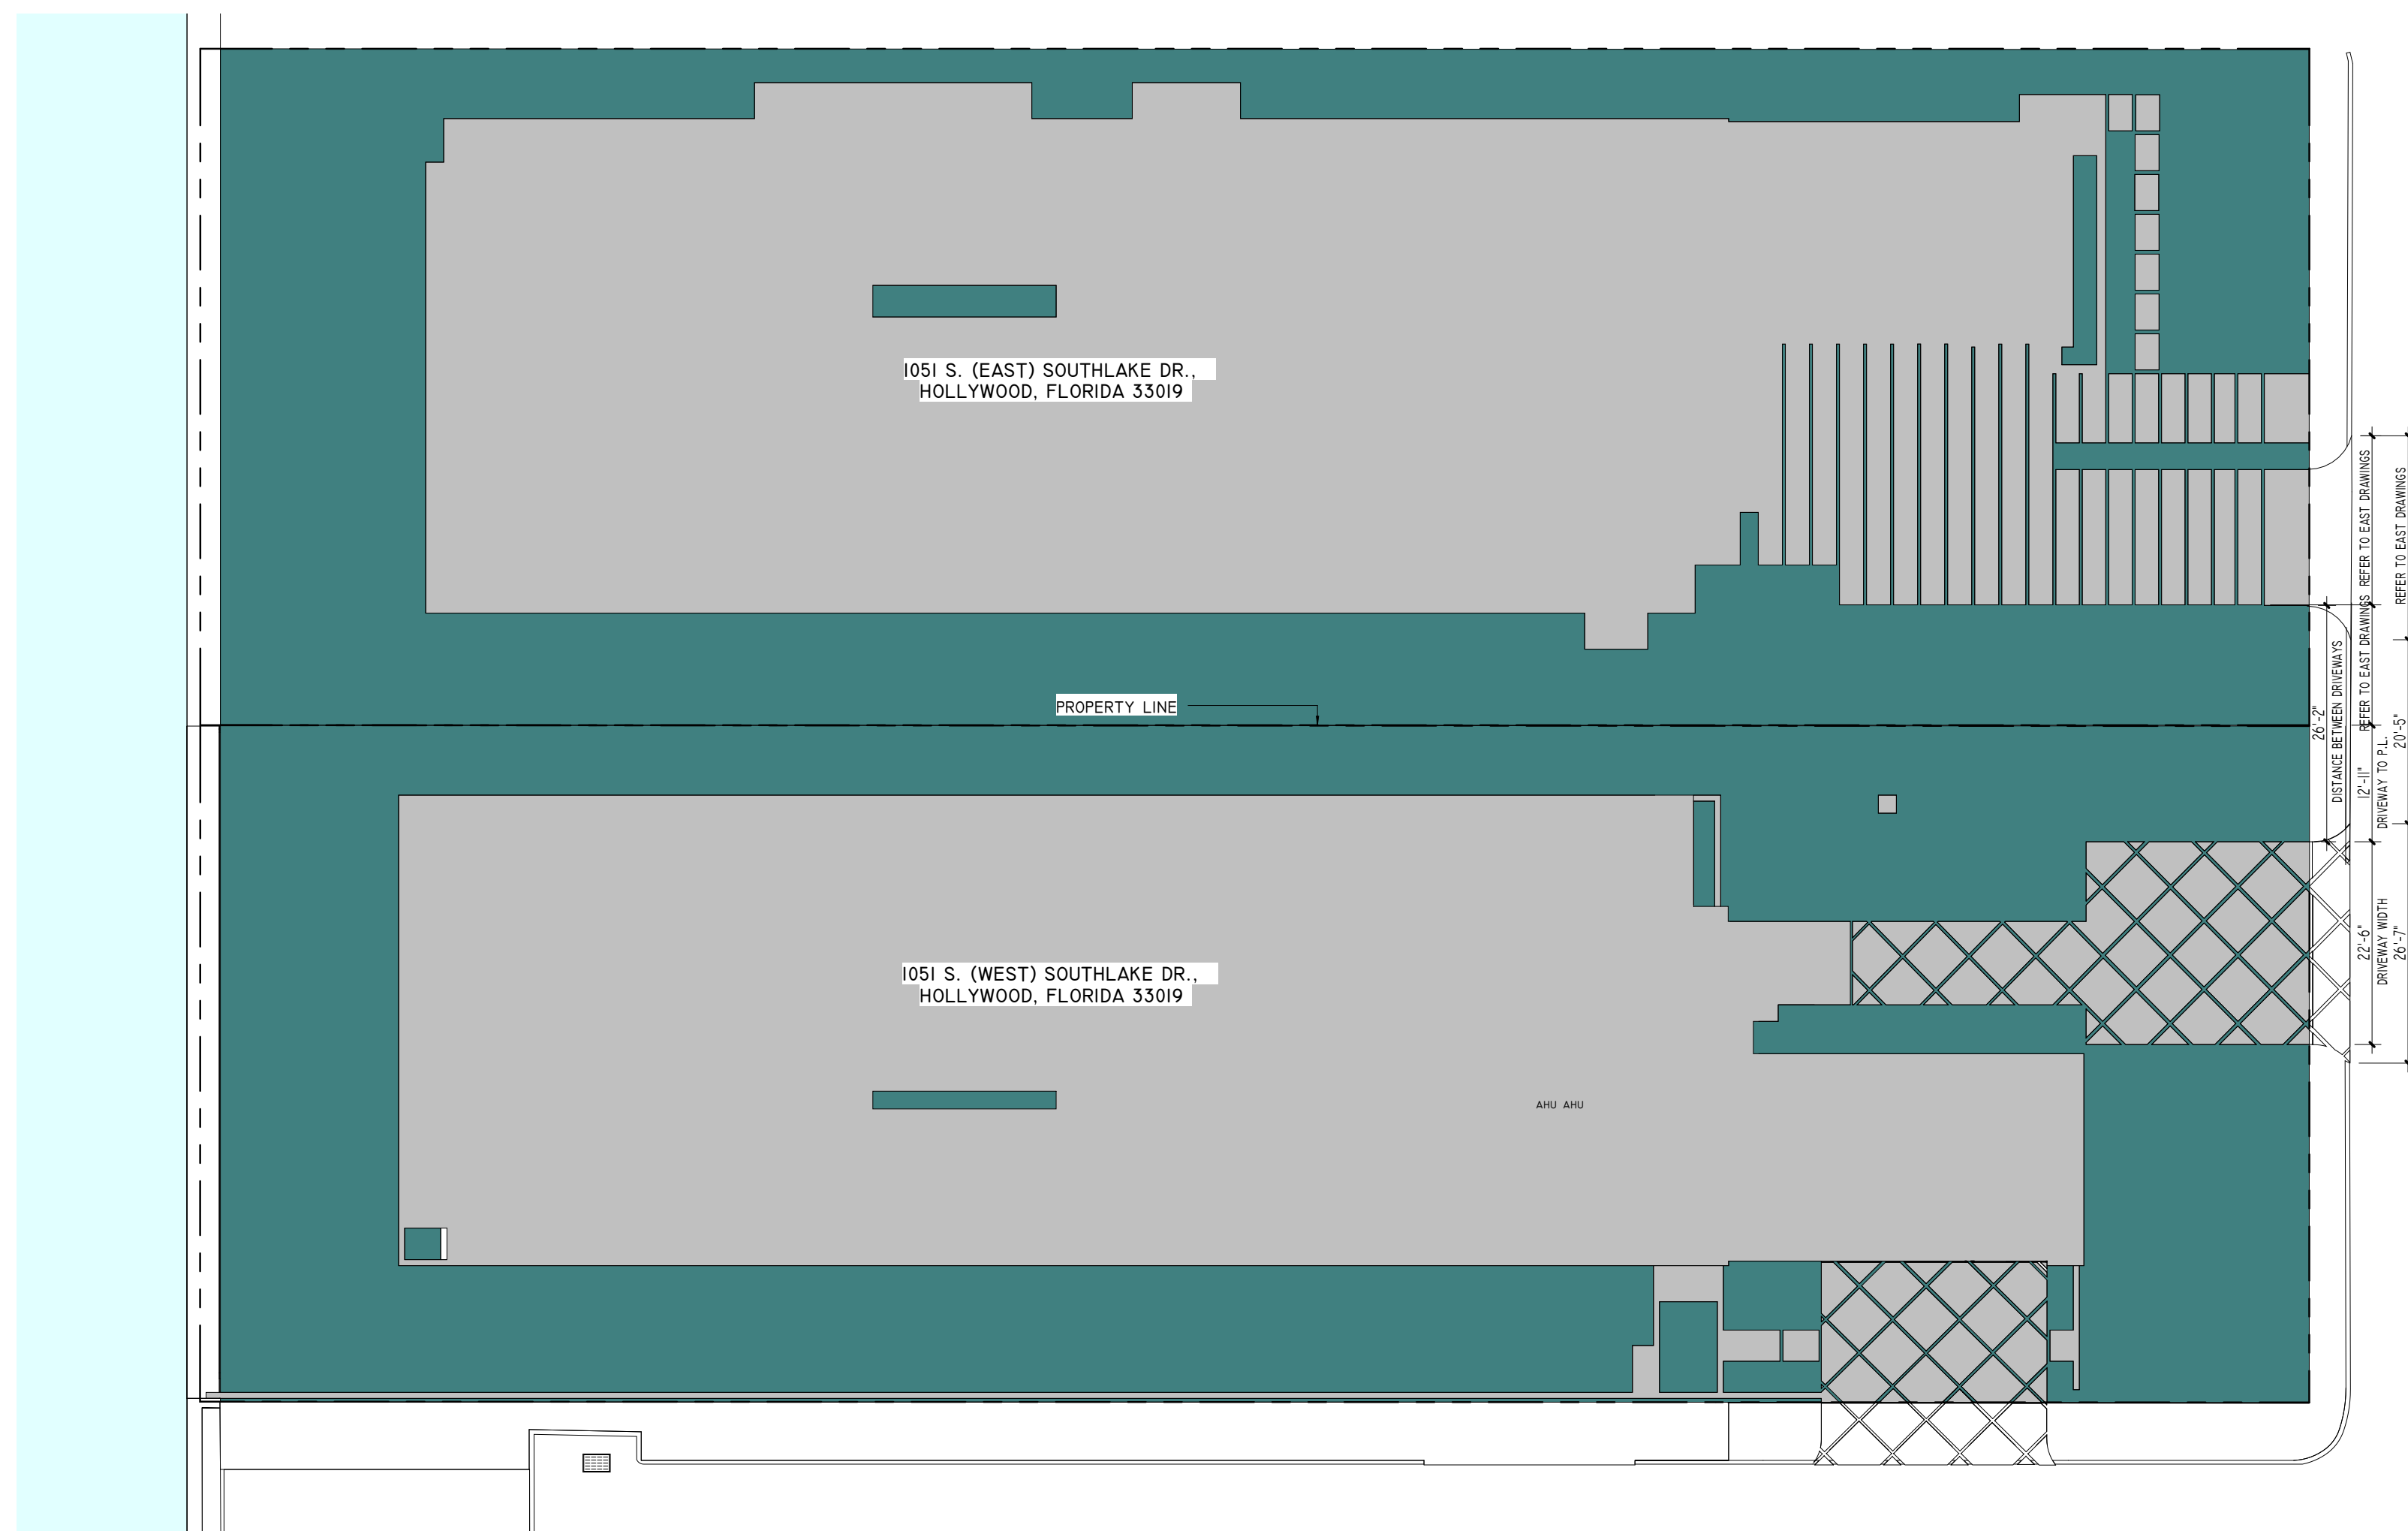 1051 S. (EAST) SOUTHLAKE DR.,
HOLLYWOOD, FLORIDA 33019
PROPERTY LINE
1051 S. (WEST) SOUTHLAKE DR.,
HOLLYWOOD, FLORIDA 33019
AHU AHU
26'-2"
DISTANCE BETWEEN DRIVEWAYS
REFER TO EAST DRAWINGS
REFER TO EAST DRAWINGS
12'-11"
DRIVEWAY TO P.L.
22'-6"
DRIVEWAY WIDTH
REFER TO EAST DRAWINGS
20'-5"
26'-7"